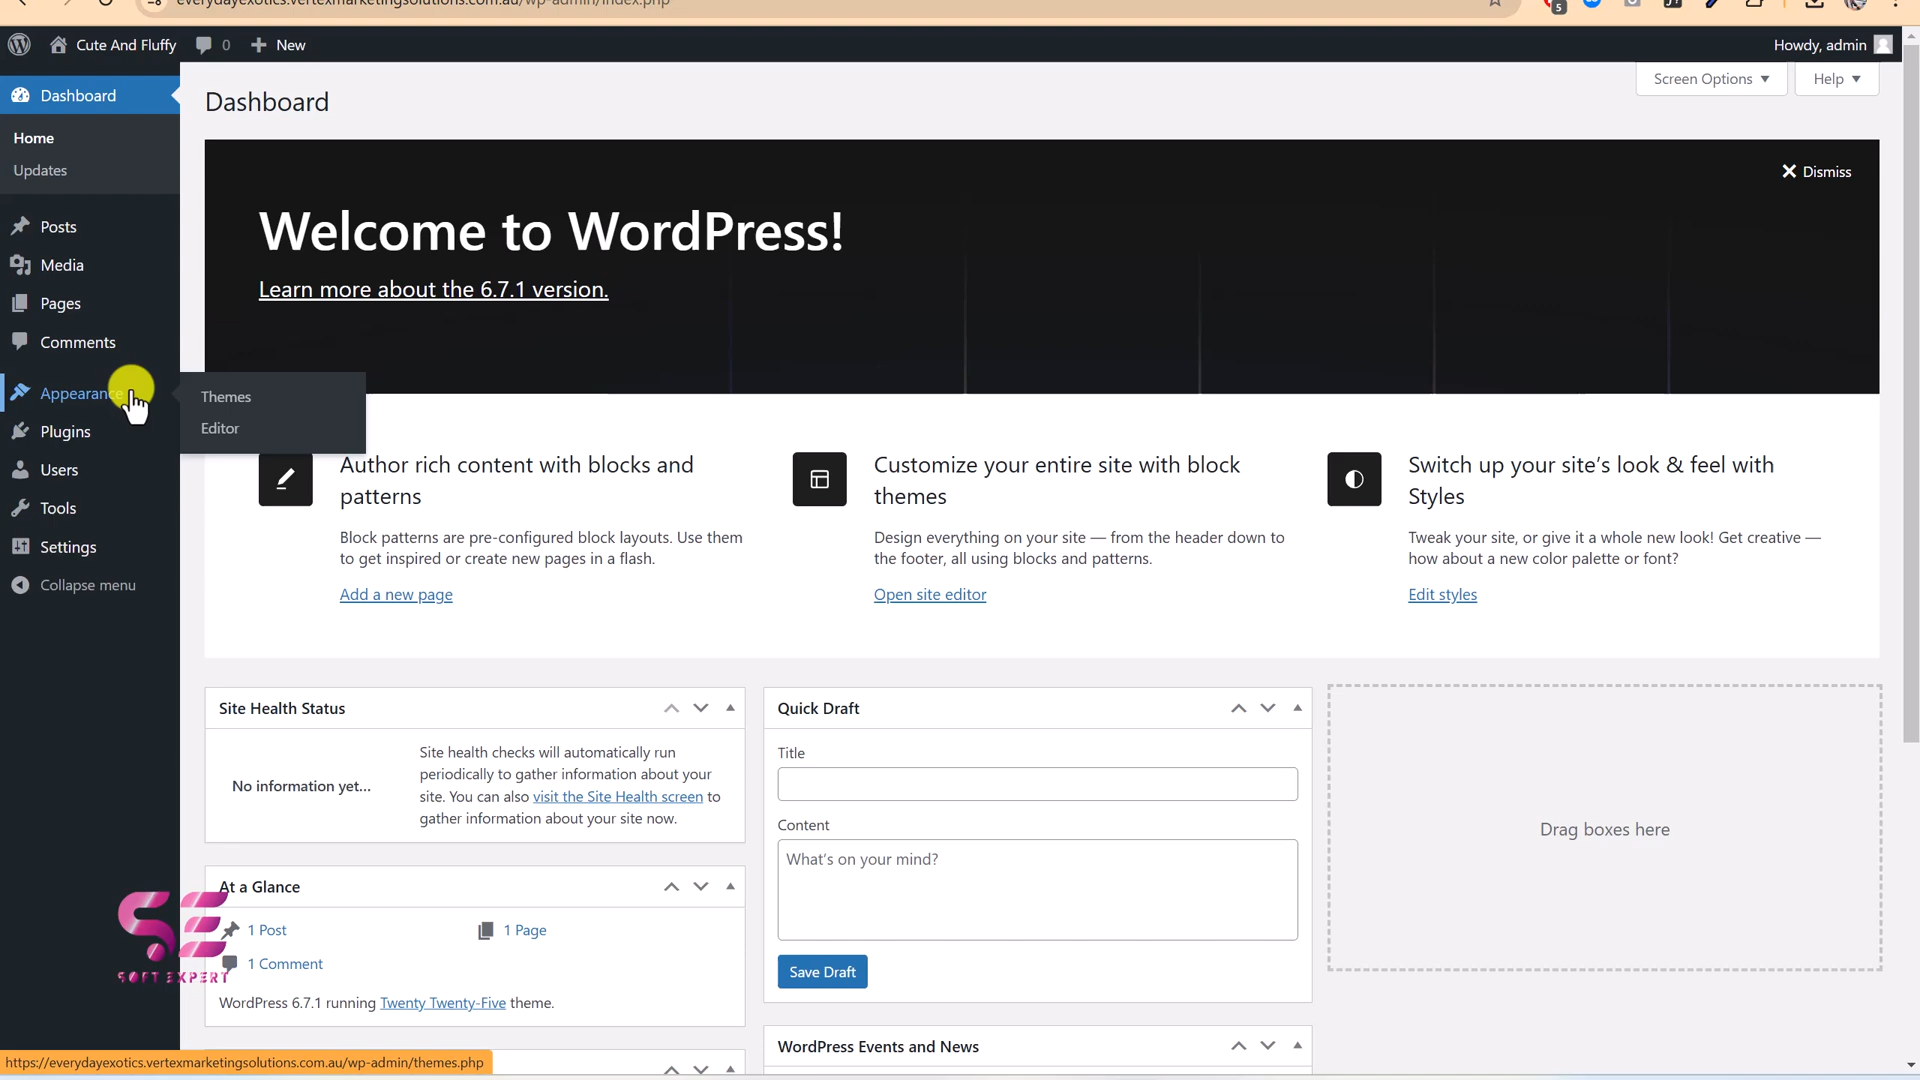 everydayexotics.vertexmarketingsolutions.com.au/wp-admin/index.php
5
Cute And Fluffy
0
New
Howdy, admin
Dashboard
Home
Updates
Posts
Media
Pages
Comments
Appearance
Plugins
Users
Tools
Settings
Collapse menu
Themes
Editor
Screen Options
Help
Dashboard
Dismiss
Welcome to WordPress!
Learn more about the 6.7.1 version.
Author rich content with blocks and
patterns
Block patterns are pre-configured block layouts. Use them
to get inspired or create new pages in a flash.
Add a new page
Customize your entire site with block
themes
Design everything on your site — from the header down to
the footer, all using blocks and patterns.
Open site editor
Switch up your site’s look & feel with
Styles
Tweak your site, or give it a whole new look! Get creative —
how about a new color palette or font?
Edit styles
Site Health Status
No information yet...
Site health checks will automatically run
periodically to gather information about your
site. You can also visit the Site Health screen to
gather information about your site now.
At a Glance
1 Post
1 Page
1 Comment
WordPress 6.7.1 running Twenty Twenty-Five theme.
Quick Draft
Title
Content
What’s on your mind?
Save Draft
WordPress Events and News
Drag boxes here
SE
SOFT EXPERT
https://everydayexotics.vertexmarketingsolutions.com.au/wp-admin/themes.php